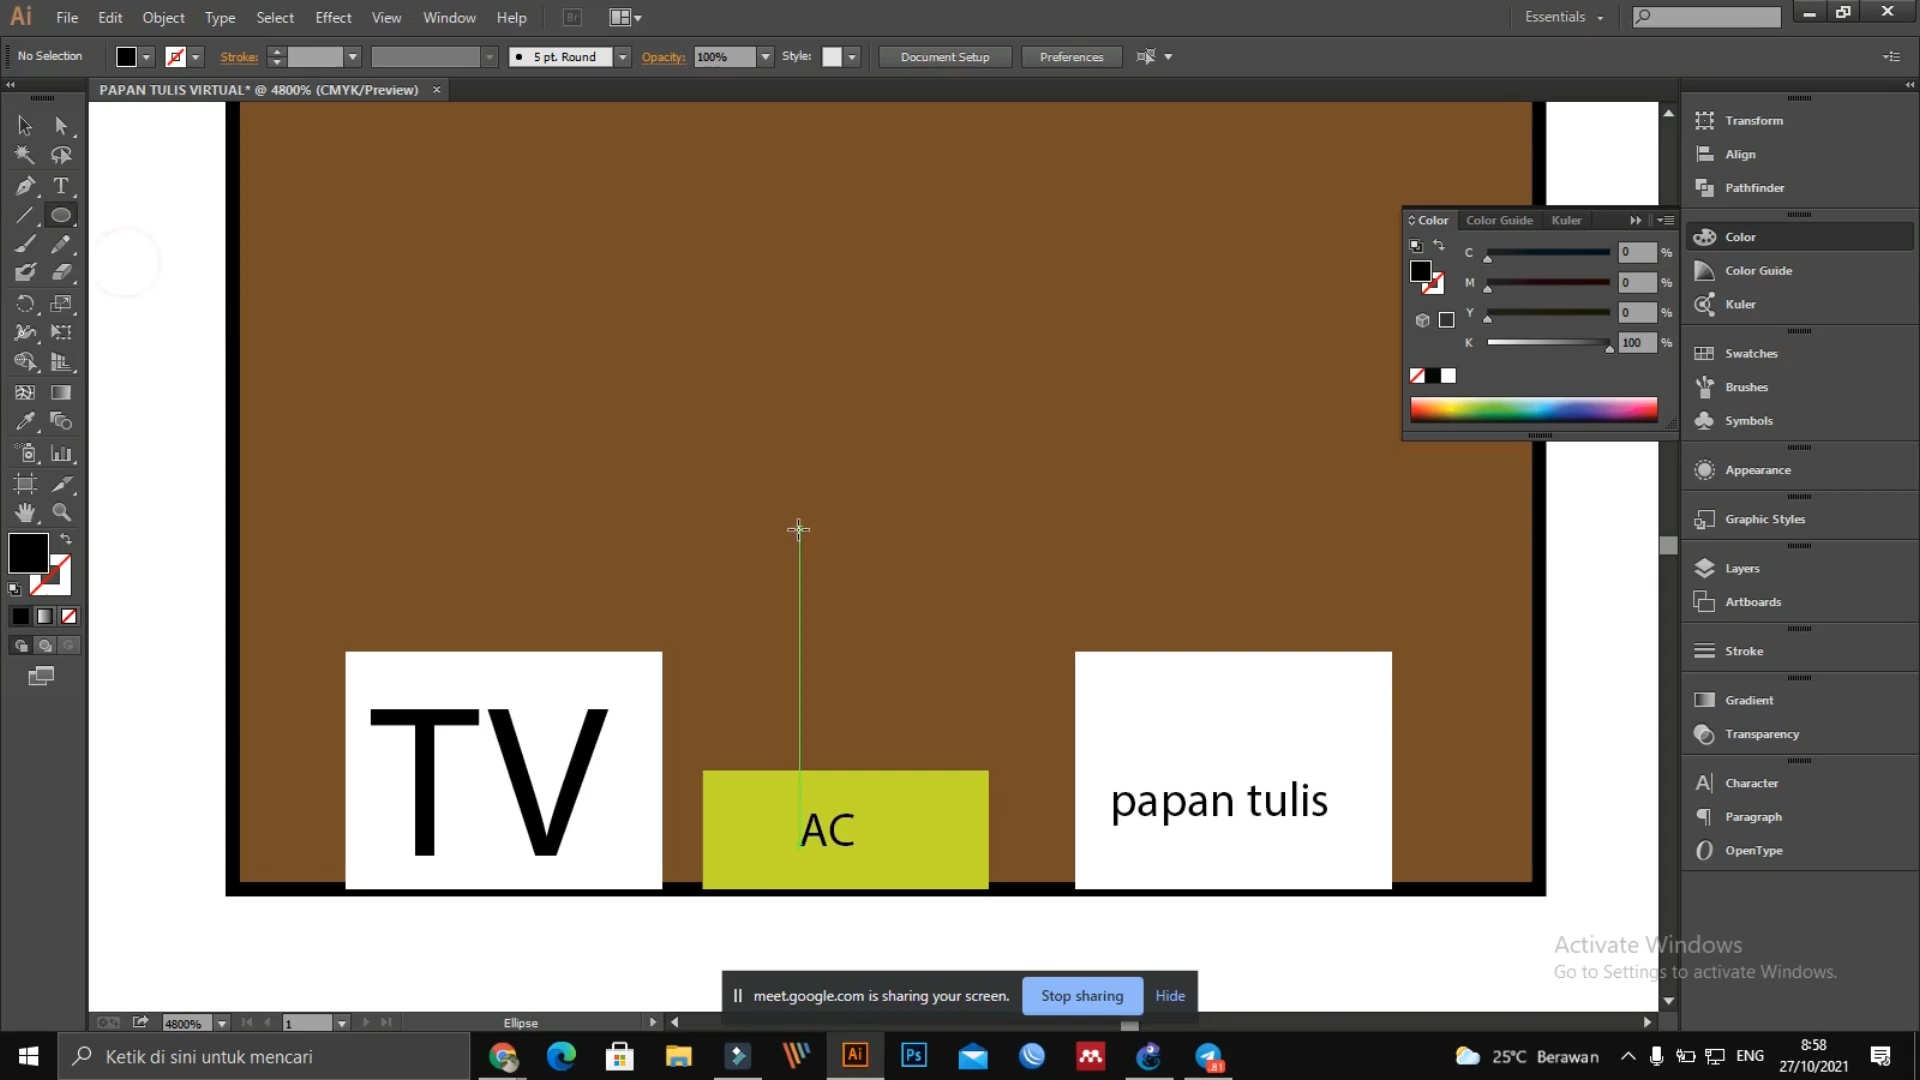 Ai File Edit Object Type Select Effect View Window Help Br Essentials
No Selection Stroke: 5 pt. Round Opacity: 100% Style: Document Setup Preferences
PAPAN TULIS VIRTUAL* @ 4800% (CMYK/Preview)
Transform
Align
Pathfinder
Color Color Guide Kuler
C 0 %
M 0 %
Y 0 %
K 100 %
Color
Color Guide
Kuler
Swatches
Brushes
Symbols
Appearance
Graphic Styles
Layers
Artboards
Stroke
Gradient
Transparency
Character
Paragraph
OpenType
TV
AC
papan tulis
Activate Windows
Go to Settings to activate Windows.
meet.google.com is sharing your screen. Stop sharing Hide
4800% 1 Ellipse
Ketik di sini untuk mencari
Ai Ps 81
25°C Berawan ENG
8:58
27/10/2021